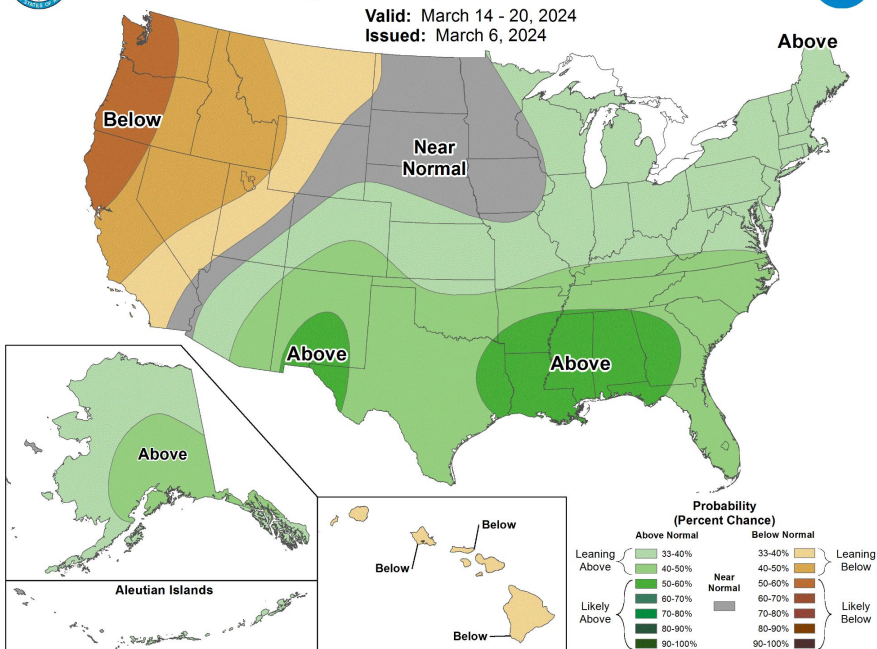 STATES OF
Valid: March 14 - 20, 2024
Issued: March 6, 2024
Above
Below
Near
Normal
Above
Above
Above
Aleutian Islands
Below
Below
Below
Probability
(Percent Chance)
Above Normal
Below Normal
Leaning
Above
33-40%
40-50%
Likely
Above
50-60%
60-70%
70-80%
80-90%
90-100%
Near
Normal
33-40%
40-50%
Leaning
Below
50-60%
60-70%
70-80%
80-90%
90-100%
Likely
Below